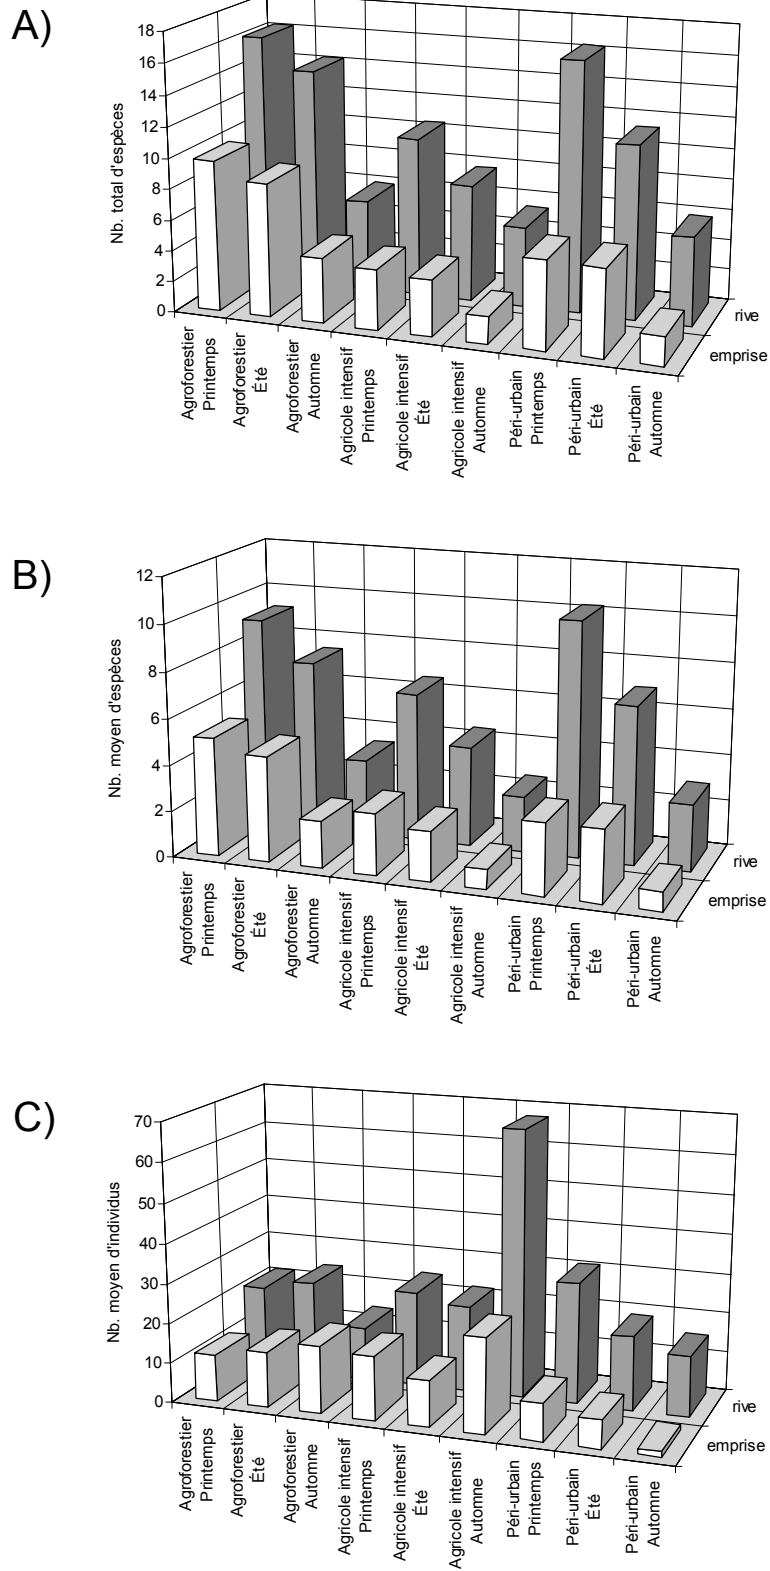 A)
Nb. total d'espèces
18
16
14
12
10
8
6
4
2
0
rive
emprise
Agroforestier
Printemps
Agroforestier
Été
Agroforestier
Automne
Agricole intensif
Printemps
Agricole intensif
Été
Agricole intensif
Automne
Péri-urbain
Printemps
Péri-urbain
Été
Péri-urbain
Automne
B)
Nb. moyen d'espèces
12
10
8
6
4
2
0
rive
emprise
Agroforestier
Printemps
Agroforestier
Été
Agroforestier
Automne
Agricole intensif
Printemps
Agricole intensif
Été
Agricole intensif
Automne
Péri-urbain
Printemps
Péri-urbain
Été
Péri-urbain
Automne
C)
Nb. moyen d'individus
70
60
50
40
30
20
10
0
rive
emprise
Agroforestier
Printemps
Agroforestier
Été
Agroforestier
Automne
Agricole intensif
Printemps
Agricole intensif
Été
Agricole intensif
Automne
Péri-urbain
Printemps
Péri-urbain
Été
Péri-urbain
Automne